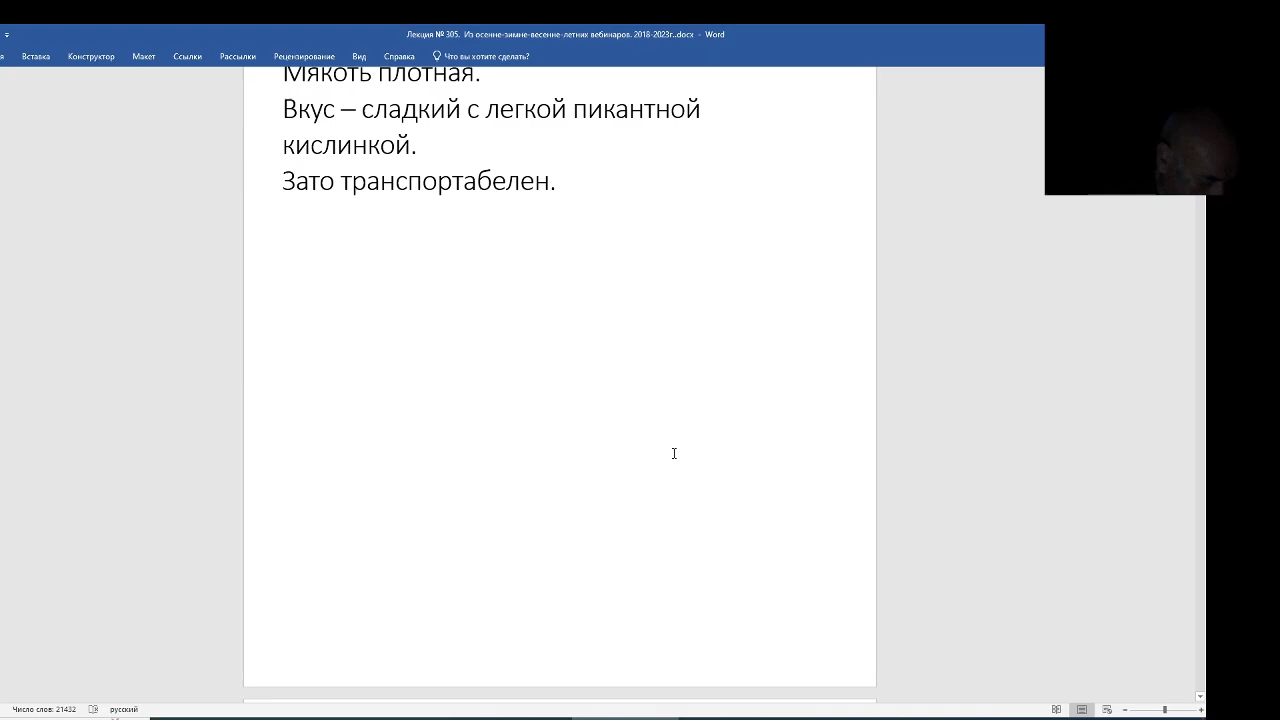 Лекция № 305. Из осенне-зимне-весенне-летних вебинаров. 2018-2023г..docx - Word
я Вставка Конструктор Макет Ссылки Рассылки Рецензирование Вид Справка Что вы хотите сделать?
Мякоть плотная.
Вкус – сладкий с легкой пикантной
кислинкой.
Зато транспортабелен.
Число слов: 21432 русский